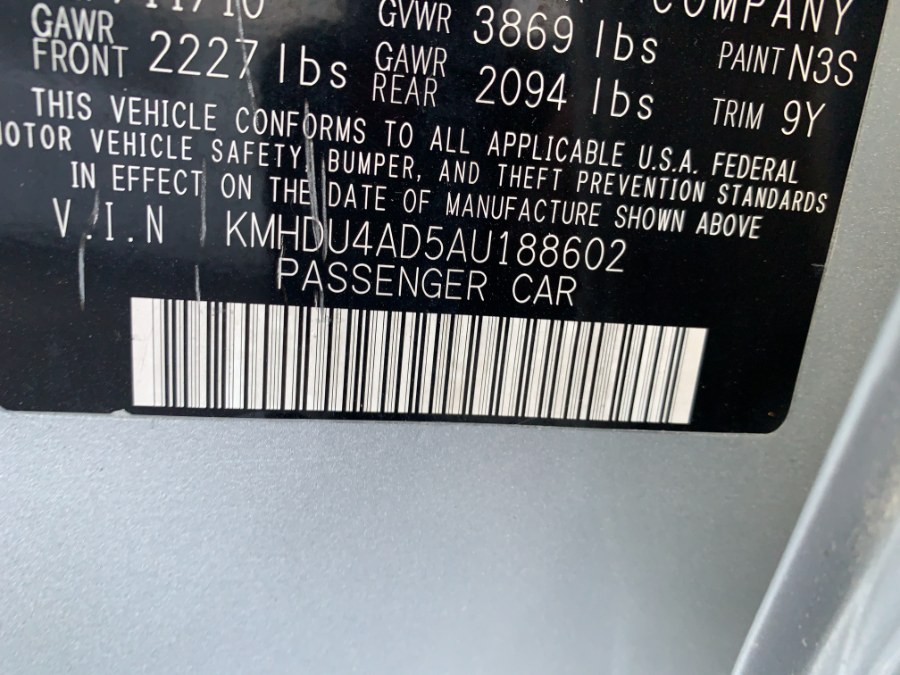 COMPANY
GAWR FRONT 2227 lbs
GVWR 3869 lbs
GAWR REAR 2094 lbs
PAINT N3S
TRIM 9Y
THIS VEHICLE CONFORMS TO ALL APPLICABLE U.S.A. FEDERAL
MOTOR VEHICLE SAFETY, BUMPER, AND THEFT PREVENTION STANDARDS
IN EFFECT ON THE DATE OF MANUFACTURE SHOWN ABOVE
V.I.N KMHDU4AD5AU188602
PASSENGER CAR